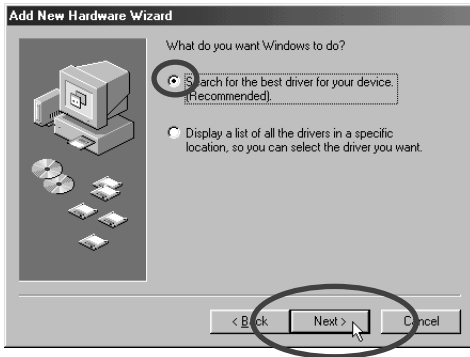 Add New Hardware Wizard
What do you want Windows to do?
Search for the best driver for your device.
(Recommended).
Display a list of all the drivers in a specific
location, so you can select the driver you want.
< Back
Next >
Cancel